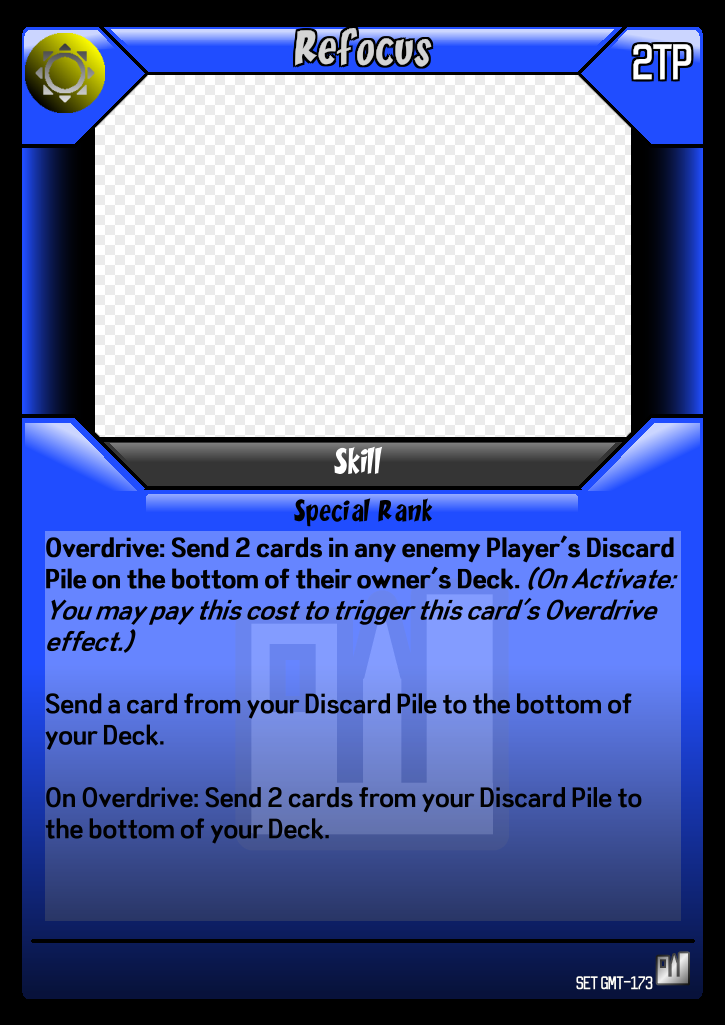 Refocus
2TP
Skill
Special Rank
Overdrive: Send 2 cards in any enemy Player's Discard
Pile on the bottom of their owner's Deck. (On Activate:
You may pay this cost to trigger this card's Overdrive
effect.)
Send a card from your Discard Pile to the bottom of
your Deck.
On Overdrive: Send 2 cards from your Discard Pile to
the bottom of your Deck.
SET GMT-173